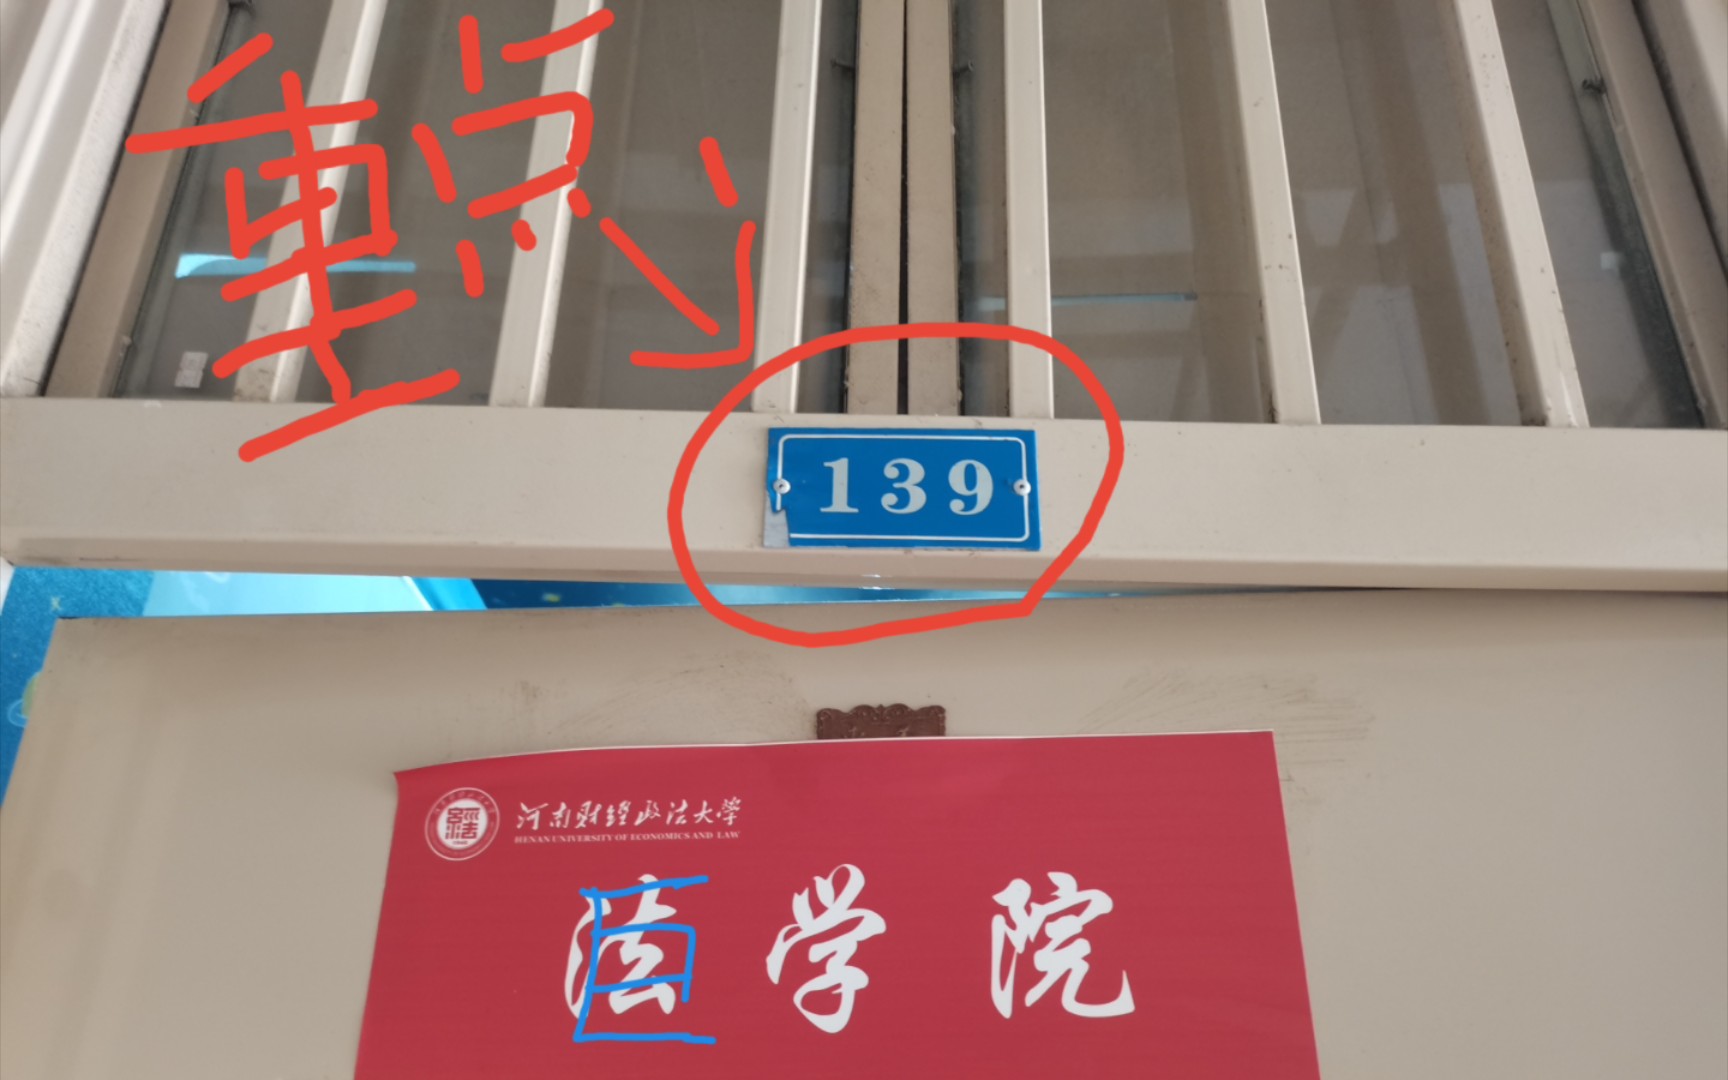 重点
139
河南财经政法大学
HENAN UNIVERSITY OF ECONOMICS AND LAW
法学院